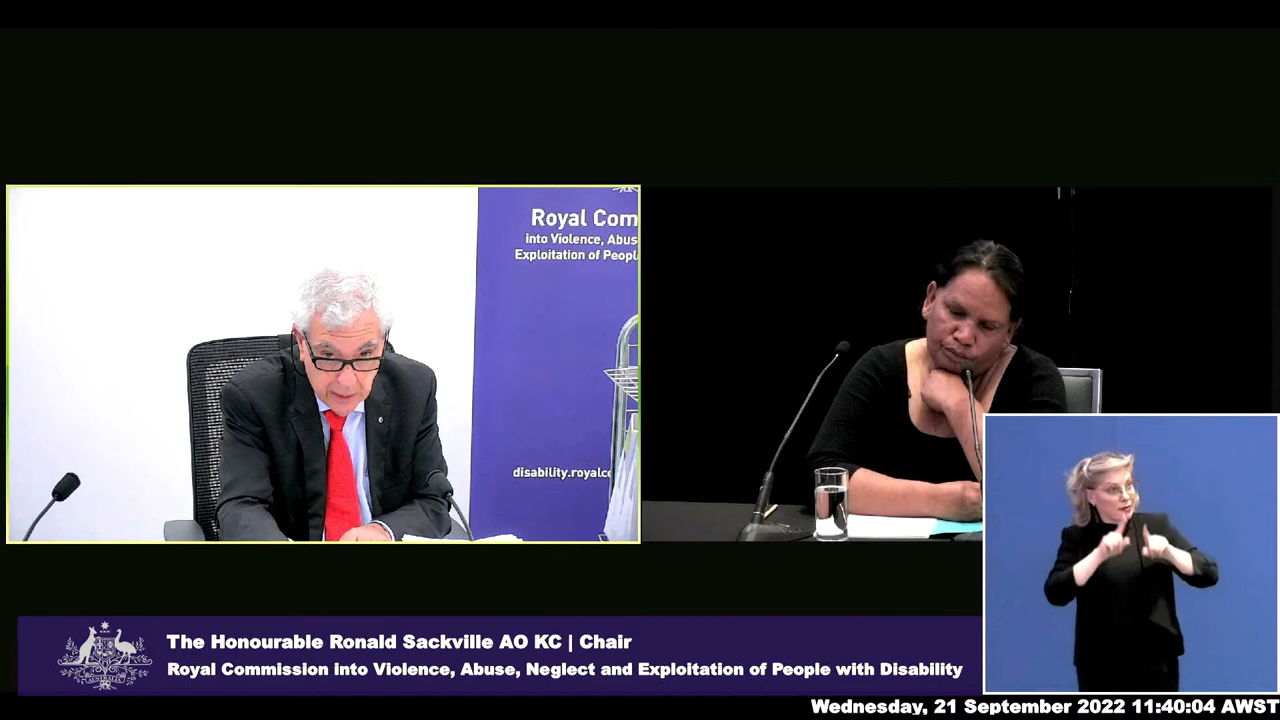 Royal Com
into Violence, Abus
Exploitation of Peopl
disability.royalco
The Honourable Ronald Sackville AO KC | Chair
Royal Commission into Violence, Abuse, Neglect and Exploitation of People with Disability
Wednesday, 21 September 2022 11:40:04 AWST